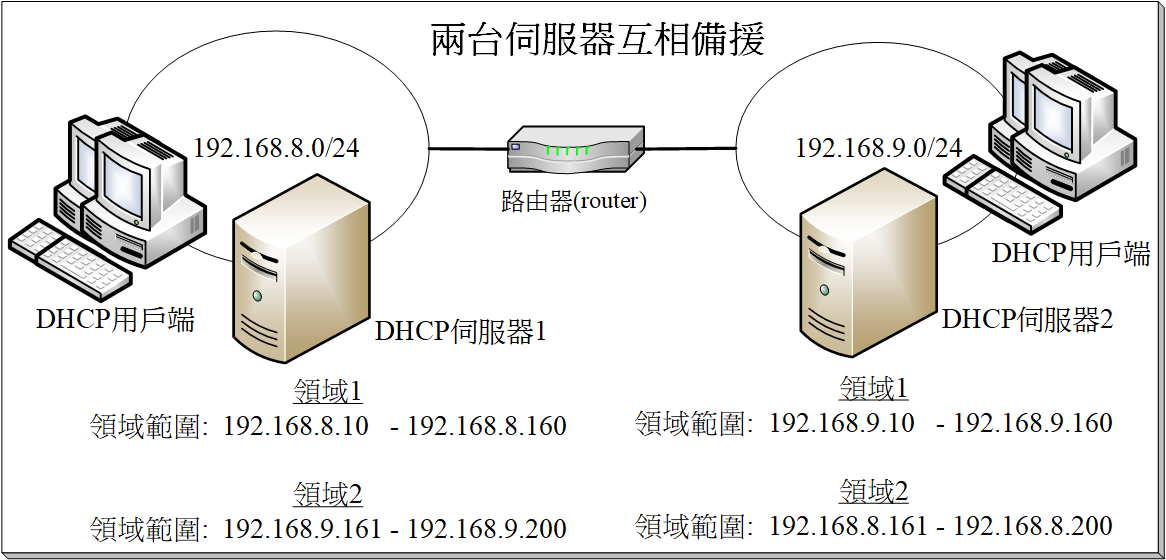 兩台伺服器互相備援
192.168.8.0/24
192.168.9.0/24
路由器(router)
DHCP用戶端
DHCP伺服器1
DHCP用戶端
DHCP伺服器2
領域1
領域範圍: 192.168.8.10 - 192.168.8.160
領域2
領域範圍: 192.168.9.161 - 192.168.9.200
領域1
領域範圍: 192.168.9.10 - 192.168.9.160
領域2
領域範圍: 192.168.8.161 - 192.168.8.200